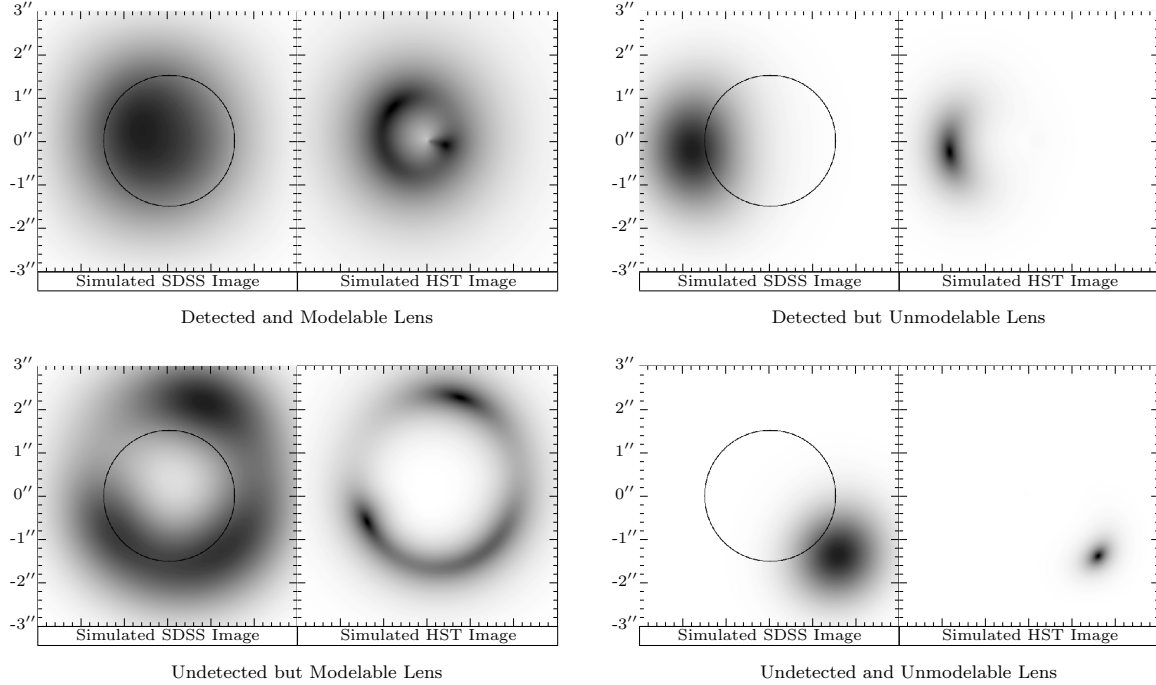 3′′
2′′
1′′
0′′
-1′′
-2′′
-3′′
Simulated SDSS Image
Simulated HST Image
Detected and Modelable Lens
3′′
2′′
1′′
0′′
-1′′
-2′′
-3′′
Simulated SDSS Image
Simulated HST Image
Detected but Unmodelable Lens
3′′
2′′
1′′
0′′
-1′′
-2′′
-3′′
Simulated SDSS Image
Simulated HST Image
Undetected but Modelable Lens
3′′
2′′
1′′
0′′
-1′′
-2′′
-3′′
Simulated SDSS Image
Simulated HST Image
Undetected and Unmodelable Lens